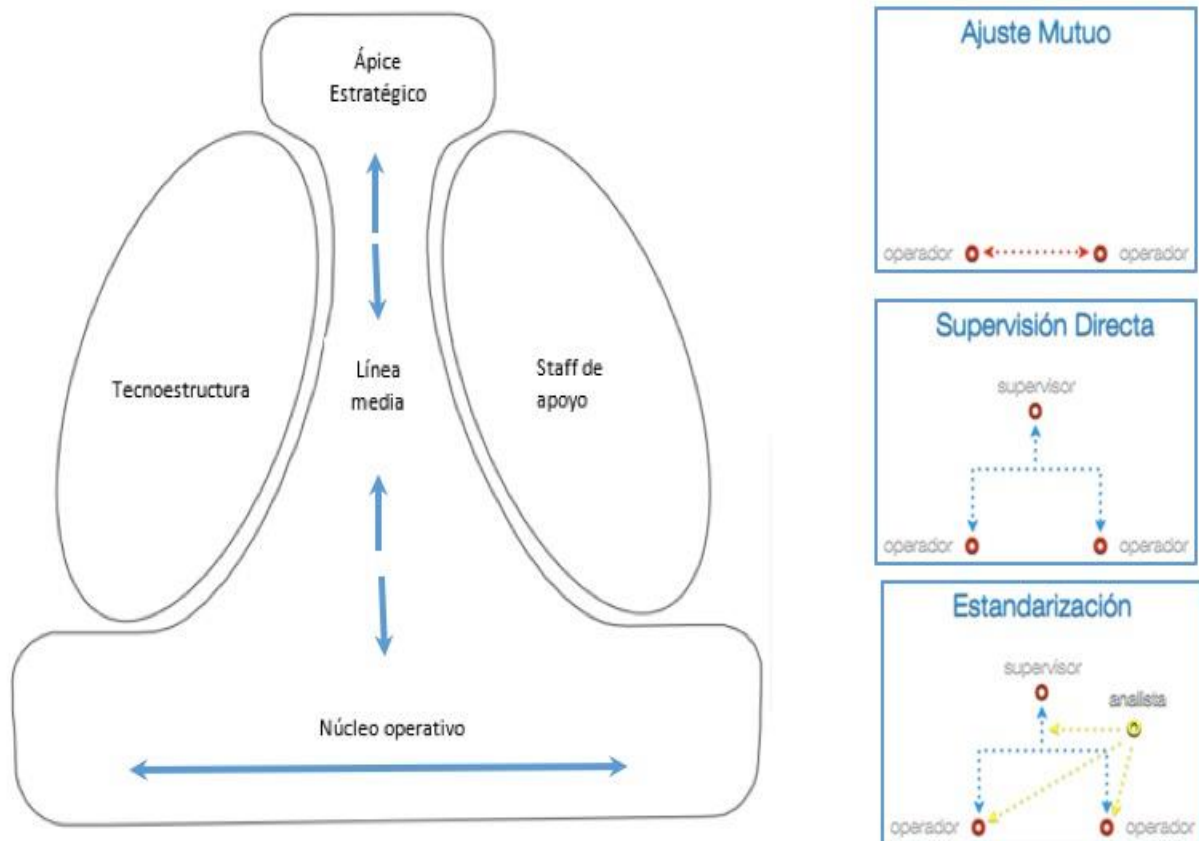 Ápice
Estratégico
Tecnoestructura
Línea
media
Staff de
apoyo
Núcleo operativo
Ajuste Mutuo
operador
operador
Supervisión Directa
supervisor
operador
operador
Estandarización
supervisor
analista
operador
operador